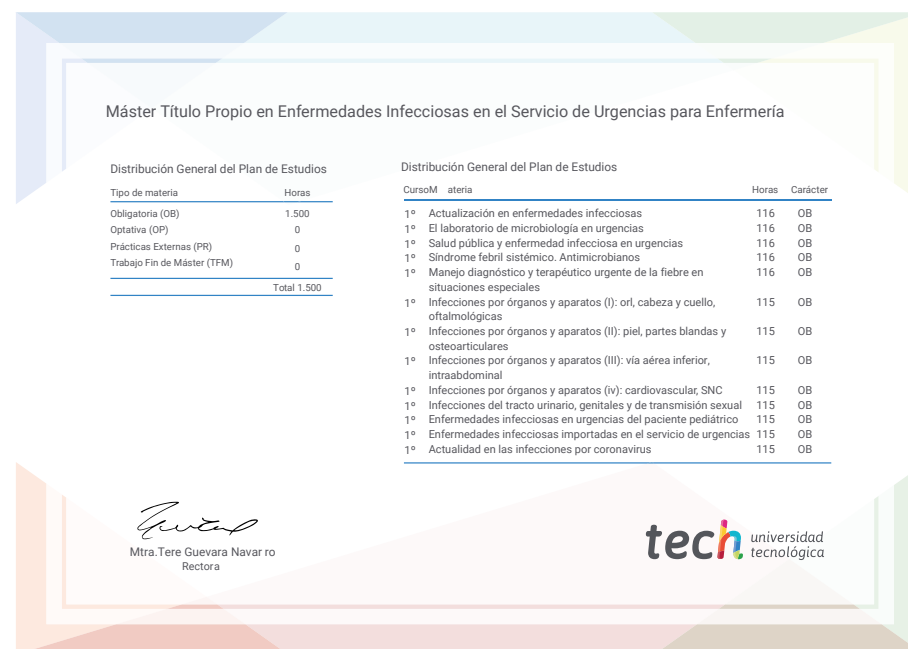 Máster Título Propio en Enfermedades Infecciosas en el Servicio de Urgencias para Enfermería
Distribución General del Plan de Estudios
Tipo de materia Horas
Obligatoria (OB) 1.500
Optativa (OP) 0
Prácticas Externas (PR) 0
Trabajo Fin de Máster (TFM) 0
Total 1.500
Distribución General del Plan de Estudios
CursoM ateria Horas Carácter
1º Actualización en enfermedades infecciosas 116 OB
1º El laboratorio de microbiología en urgencias 116 OB
1º Salud pública y enfermedad infecciosa en urgencias 116 OB
1º Síndrome febril sistémico. Antimicrobianos 116 OB
1º Manejo diagnóstico y terapéutico urgente de la fiebre en 116 OB
situaciones especiales
1º Infecciones por órganos y aparatos (I): orl, cabeza y cuello, 115 OB
oftalmológicas
1º Infecciones por órganos y aparatos (II): piel, partes blandas y 115 OB
osteoarticulares
1º Infecciones por órganos y aparatos (III): vía aérea inferior, 115 OB
intraabdominal
1º Infecciones por órganos y aparatos (iv): cardiovascular, SNC 115 OB
1º Infecciones del tracto urinario, genitales y de transmisión sexual 115 OB
1º Enfermedades infecciosas en urgencias del paciente pediátrico 115 OB
1º Enfermedades infecciosas importadas en el servicio de urgencias 115 OB
1º Actualidad en las infecciones por coronavirus 115 OB
Mtra.Tere Guevara Navar ro
Rectora
tech universidad
tecnológica